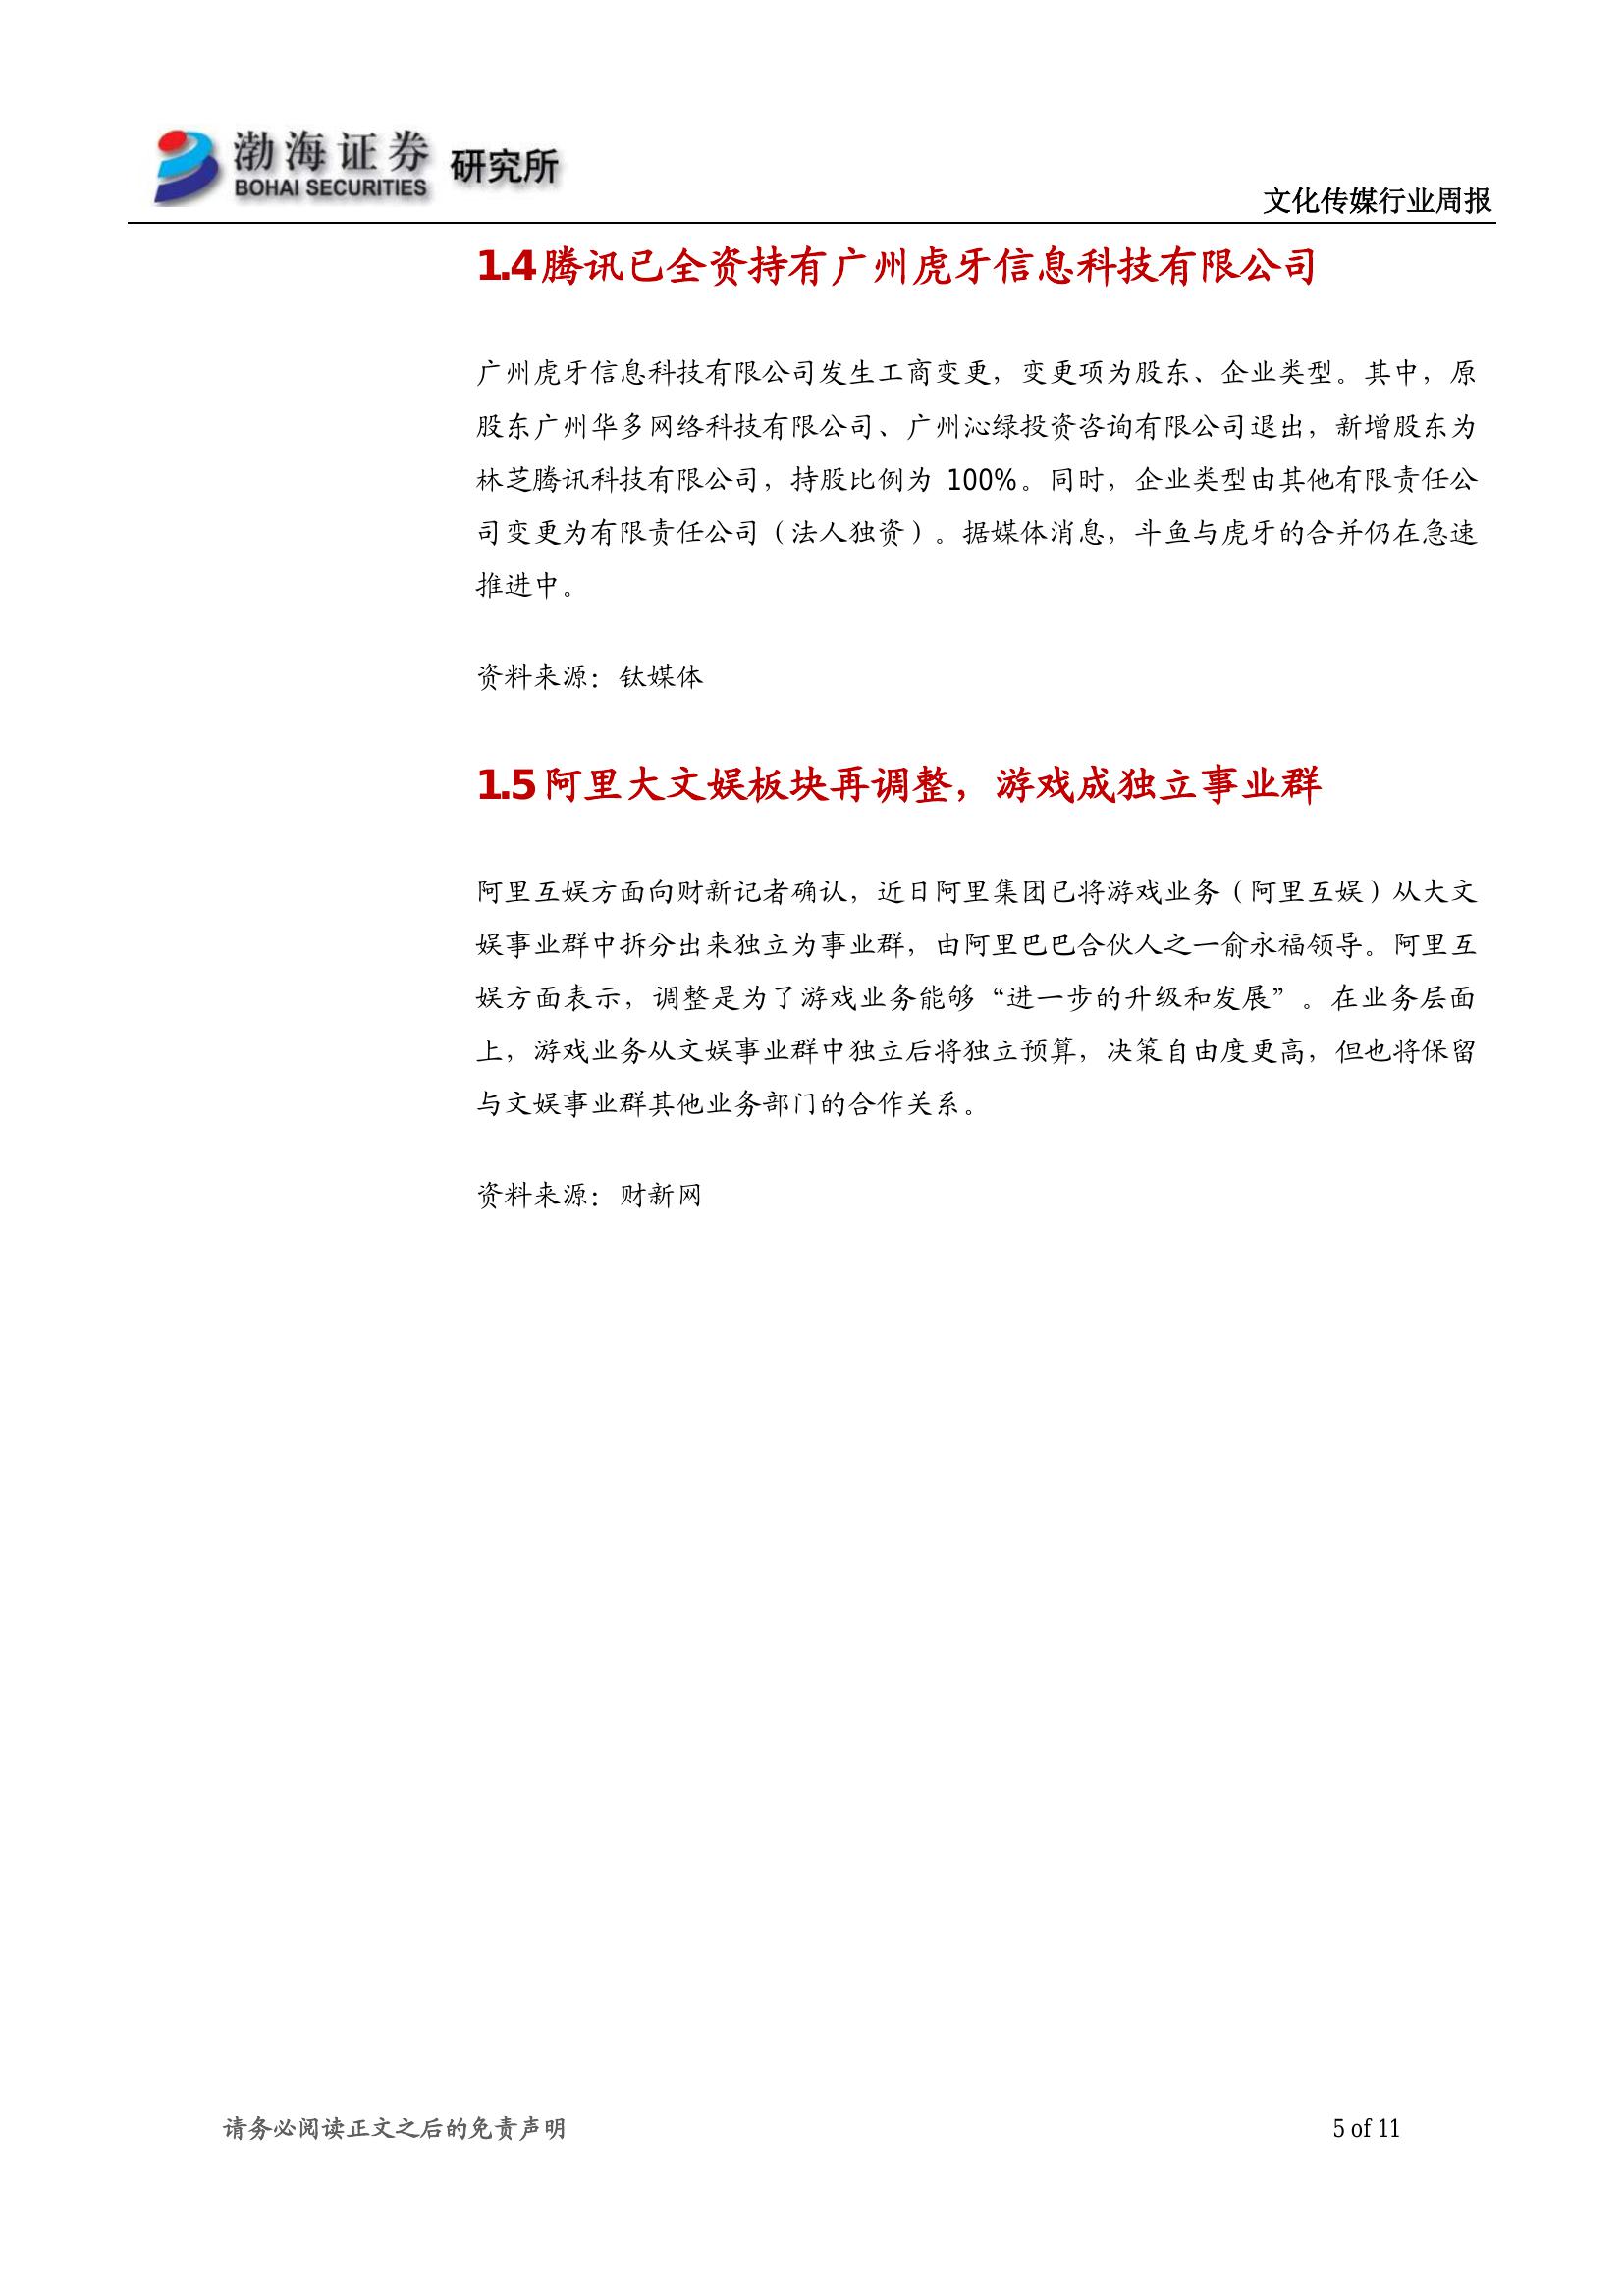 渤海证券
BOHAI SECURITIES
研究所
文化传媒行业周报
1.4腾讯已全资持有广州虎牙信息科技有限公司
广州虎牙信息科技有限公司发生工商变更，变更项为股东、企业类型。其中，原
股东广州华多网络科技有限公司、广州沁绿投资咨询有限公司退出，新增股东为
林芝腾讯科技有限公司，持股比例为 100%。同时，企业类型由其他有限责任公
司变更为有限责任公司（法人独资）。据媒体消息，斗鱼与虎牙的合并仍在急速
推进中。
资料来源：钛媒体
1.5阿里大文娱板块再调整，游戏成独立事业群
阿里互娱方面向财新记者确认，近日阿里集团已将游戏业务（阿里互娱）从大文
娱事业群中拆分出来独立为事业群，由阿里巴巴合伙人之一俞永福领导。阿里互
娱方面表示，调整是为了游戏业务能够“进一步的升级和发展”。在业务层面
上，游戏业务从文娱事业群中独立后将独立预算，决策自由度更高，但也将保留
与文娱事业群其他业务部门的合作关系。
资料来源：财新网
请务必阅读正文之后的免责声明
5 of 11